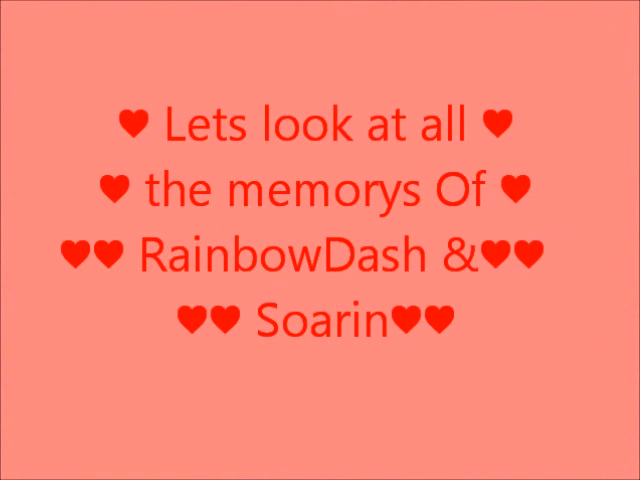 ♥ Lets look at all ♥
♥ the memorys Of ♥
♥♥ RainbowDash &♥♥
♥♥ Soarin♥♥